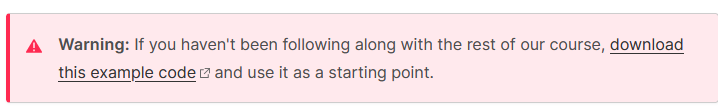 Warning: If you haven't been following along with the rest of our course, download
this example code and use it as a starting point.